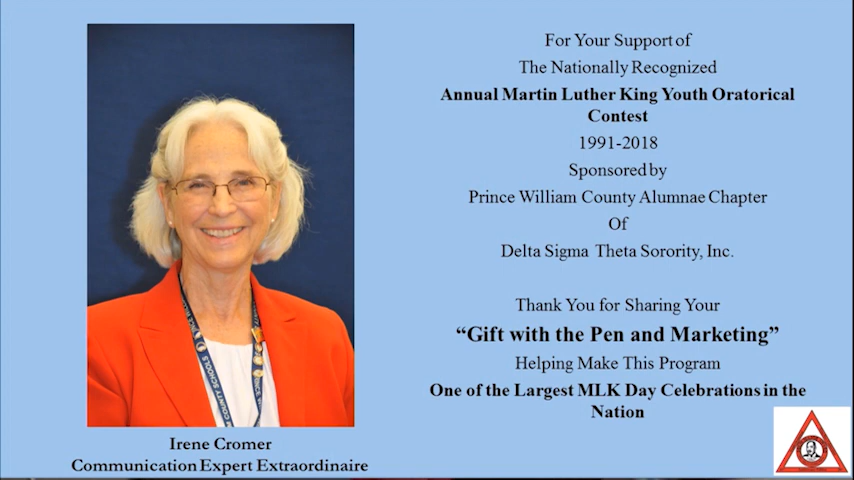 For Your Support of
The Nationally Recognized
Annual Martin Luther King Youth Oratorical
Contest
1991-2018
Sponsored by
Prince William County Alumnae Chapter
Of
Delta Sigma Theta Sorority, Inc.
Thank You for Sharing Your
“Gift with the Pen and Marketing”
Helping Make This Program
One of the Largest MLK Day Celebrations in the
Nation
Irene Cromer
Communication Expert Extraordinaire
COUNTY SCHOOLS